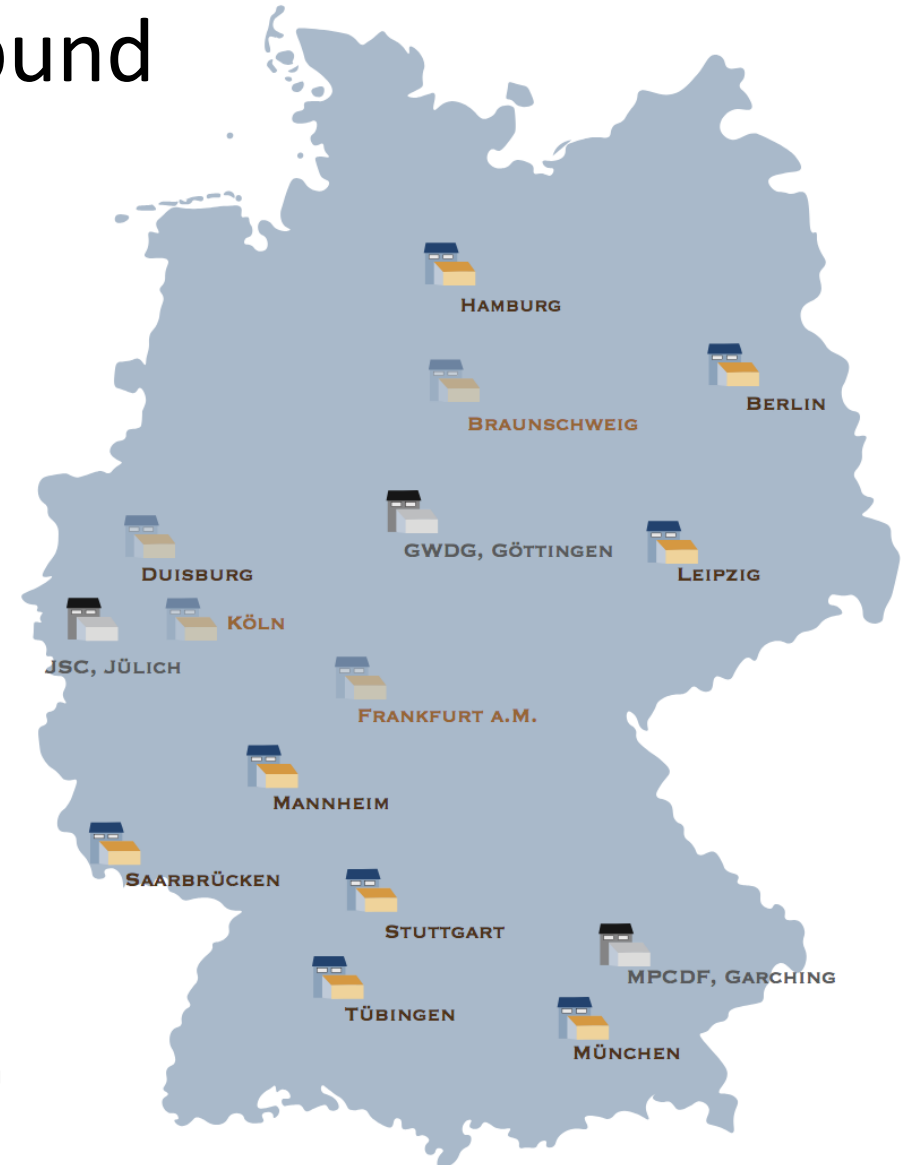 ound
Hamburg
Berlin
Braunschweig
GWDG, Göttingen
Leipzig
Duisburg
Köln
JSC, Jülich
Frankfurt a.M.
Mannheim
Saarbrücken
Stuttgart
MPCDF, Garching
Tübingen
München